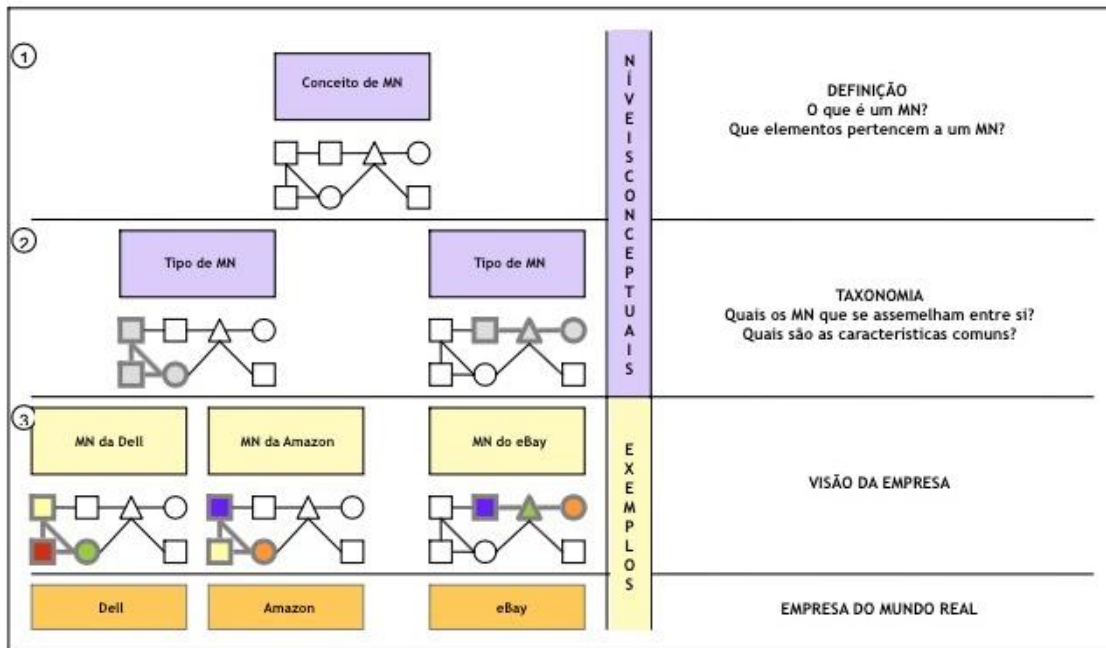 1
Conceito de MN
DEFINIÇÃO
O que é um MN?
Que elementos pertencem a um MN?
2
Tipo de MN
Tipo de MN
TAXONOMIA
Quais os MN que se assemelham entre si?
Quais são as características comuns?
NÍVEISCONCEPTUAIS
3
MN da Dell
MN da Amazon
MN do eBay
VISÃO DA EMPRESA
EXEMPLOS
Dell
Amazon
eBay
EMPRESA DO MUNDO REAL